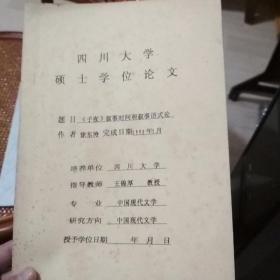 四川大学
硕士学位论文
题目《子夜》叙事时间和叙事语式论
作者 康东滂 完成日期1993年5月
培养单位 四川大学
指导教师 王锦厚 教授
专业 中国现代文学
研究方向 中国现代文学
授予学位日期 年 月 日